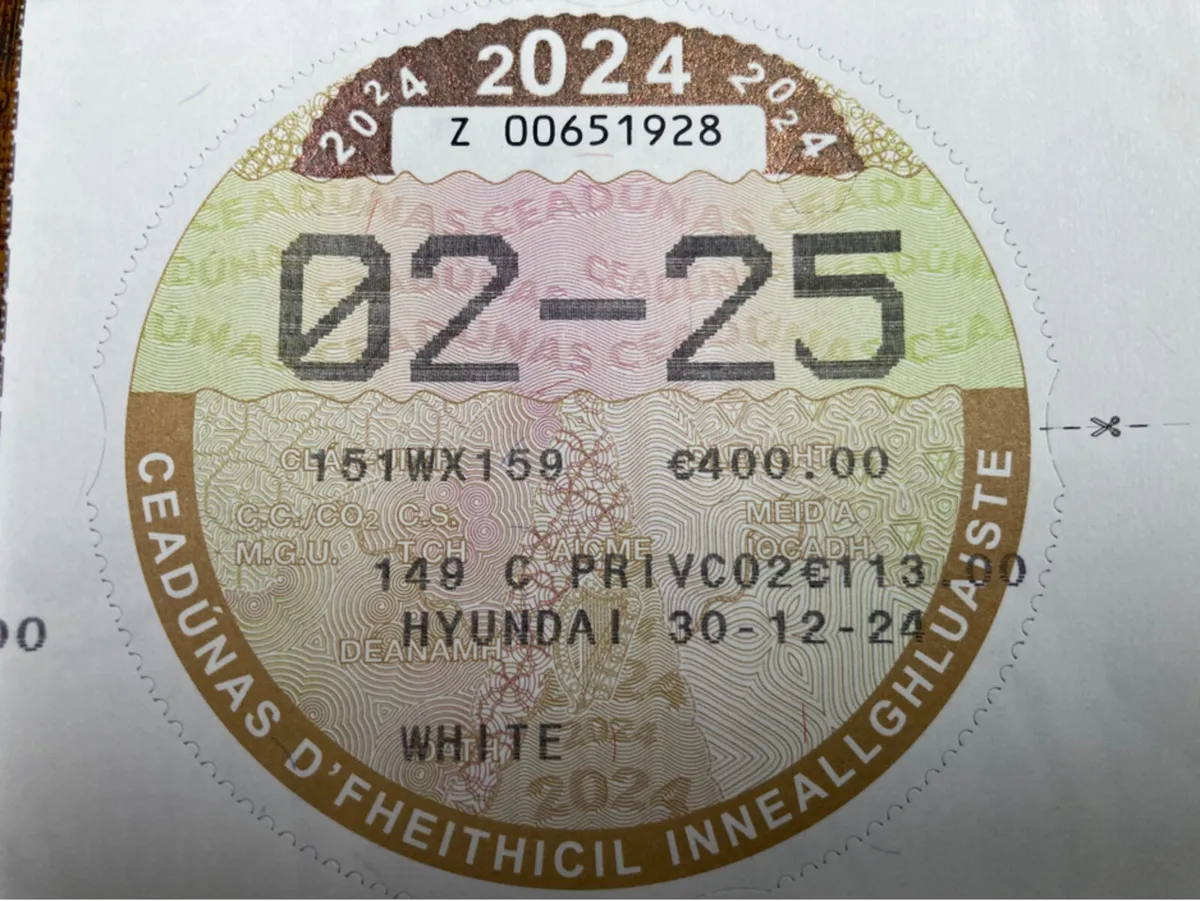 2024 2024 2024
Z 00651928
CEADÚNAS CEADÚNAS
02-25
151WX159 €400.00
C.C./CO2 C.S. MÉID A
M.G.U. T.CH AICME ÍOCADH
149 C PRIVCO2€113.00
HYUNDAI 30-12-24
DEANAMH
00
WHITE
2024
2024
CEADÚNAS D'FHEITHICIL INNEALLGHLUAISTE